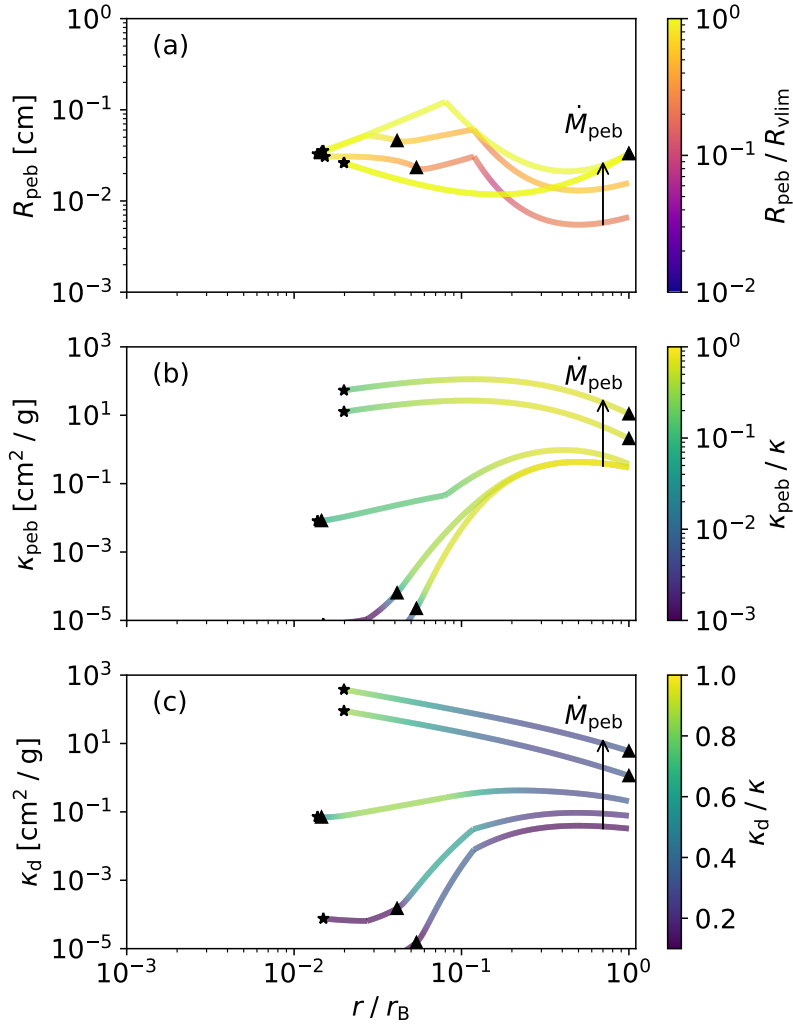 (a)
10^0
10^-1
10^-2
10^-3
R_peb [cm]
Ṁ_peb
10^0
10^-1
10^-2
R_peb / R_vlim
(b)
10^3
10^1
10^-1
10^-3
10^-5
κ_peb [cm^2 / g]
Ṁ_peb
10^0
10^-1
10^-2
10^-3
κ_peb / κ
(c)
10^3
10^1
10^-1
10^-3
10^-5
κ_d [cm^2 / g]
Ṁ_peb
1.0
0.8
0.6
0.4
0.2
κ_d / κ
10^-3
10^-2
10^-1
10^0
r / r_B